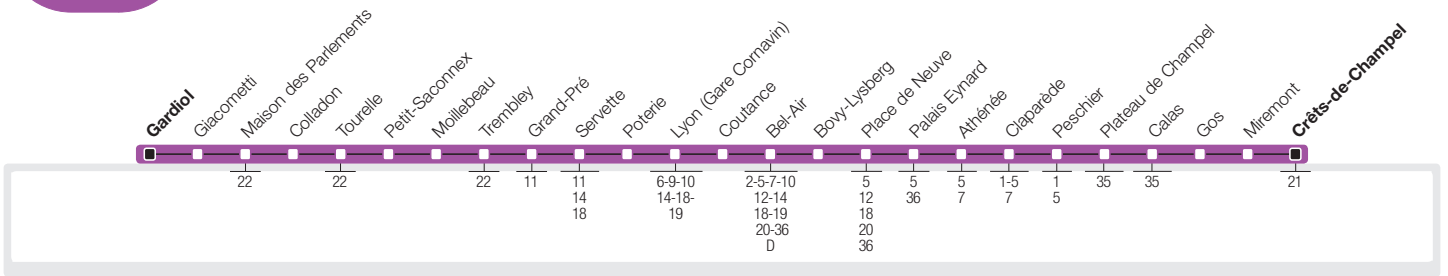 Gardiol
Giacometti
Maison des Parlements
Colladon
Tourelle
Petit-Saconnex
Moillebeau
Trembley
Grand-Pré
Servette
Poterie
Lyon (Gare Cornavin)
Coutance
Bel-Air
Bovy-Lysberg
Place de Neuve
Palais Eynard
Athénée
Claparède
Peschier
Plateau de Champel
Calas
Gos
Miremont
Crêts-de-Champel
22
22
22
11
11
14
18
6-9-10
14-18-
19
2-5-7-10
12-14
18-19
20-36
D
5
12
18
20
36
5
36
5
7
1-5
7
1
5
35
35
21